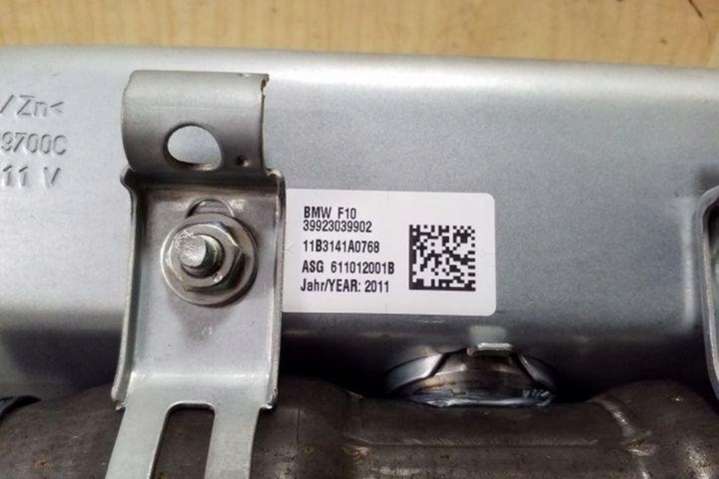 /Zn<
9700C
11 V
BMW F10
39923039902
11B3141A0768
ASG 611012001B
Jahr/YEAR: 2011